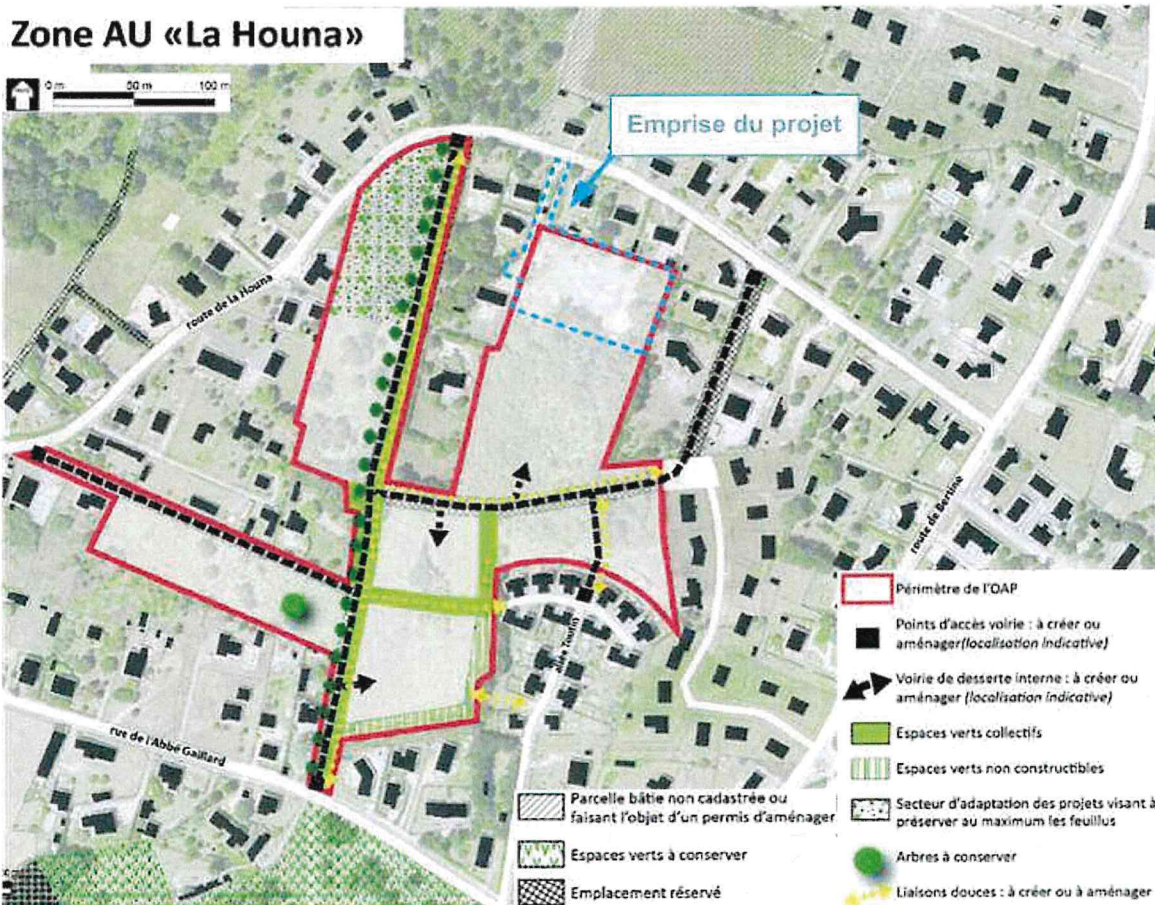 Zone AU «La Houna»
0 m 50 m 100 m
Emprise du projet
route de la Houna
route de Berdine
allée Toutin
rue de l'Abbé Gaillard
Périmètre de l'OAP
Points d'accès voirie : à créer ou
aménager(localisation indicative)
Voirie de desserte interne : à créer ou
aménager (localisation indicative)
Espaces verts collectifs
Espaces verts non constructibles
Parcelle bâtie non cadastrée ou
faisant l'objet d'un permis d'aménager
Secteur d'adaptation des projets visant à
préserver au maximum les feuillus
Espaces verts à conserver
Arbres à conserver
Emplacement réservé
Liaisons douces : à créer ou à aménager